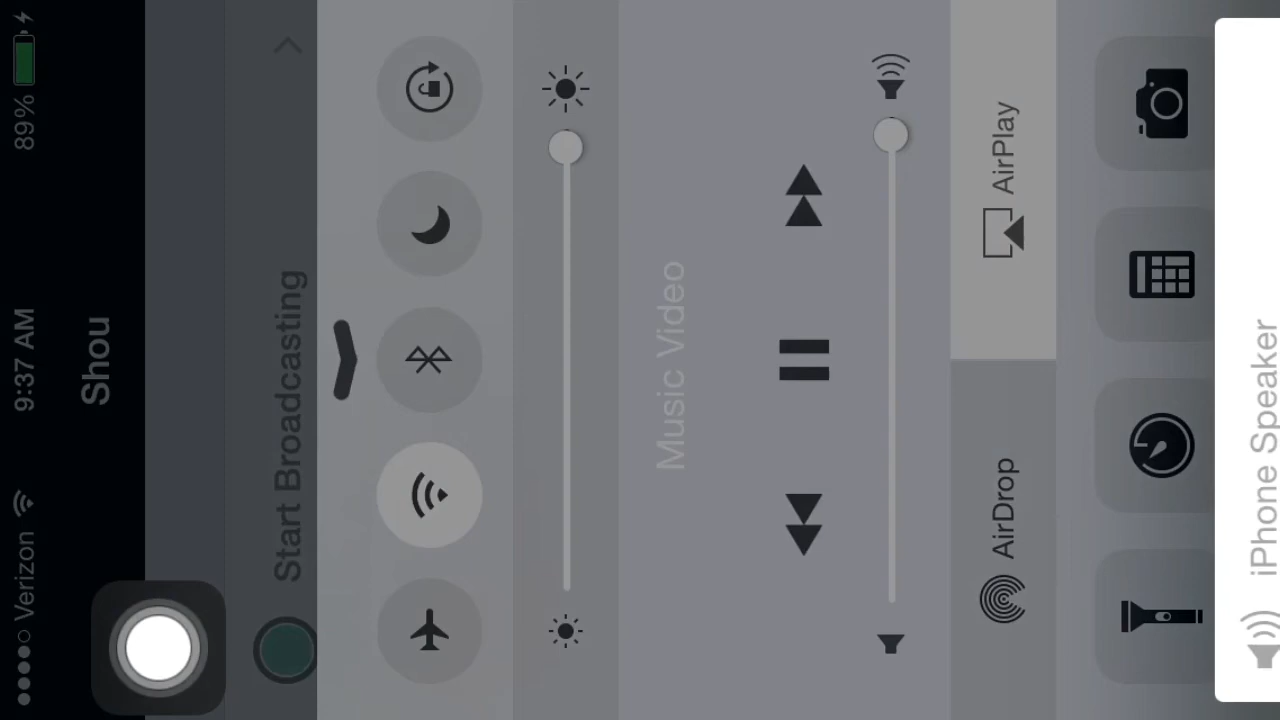 Verizon 9:37 AM 89%
Shou
Start Broadcasting
Music Video
AirDrop AirPlay
iPhone Speaker